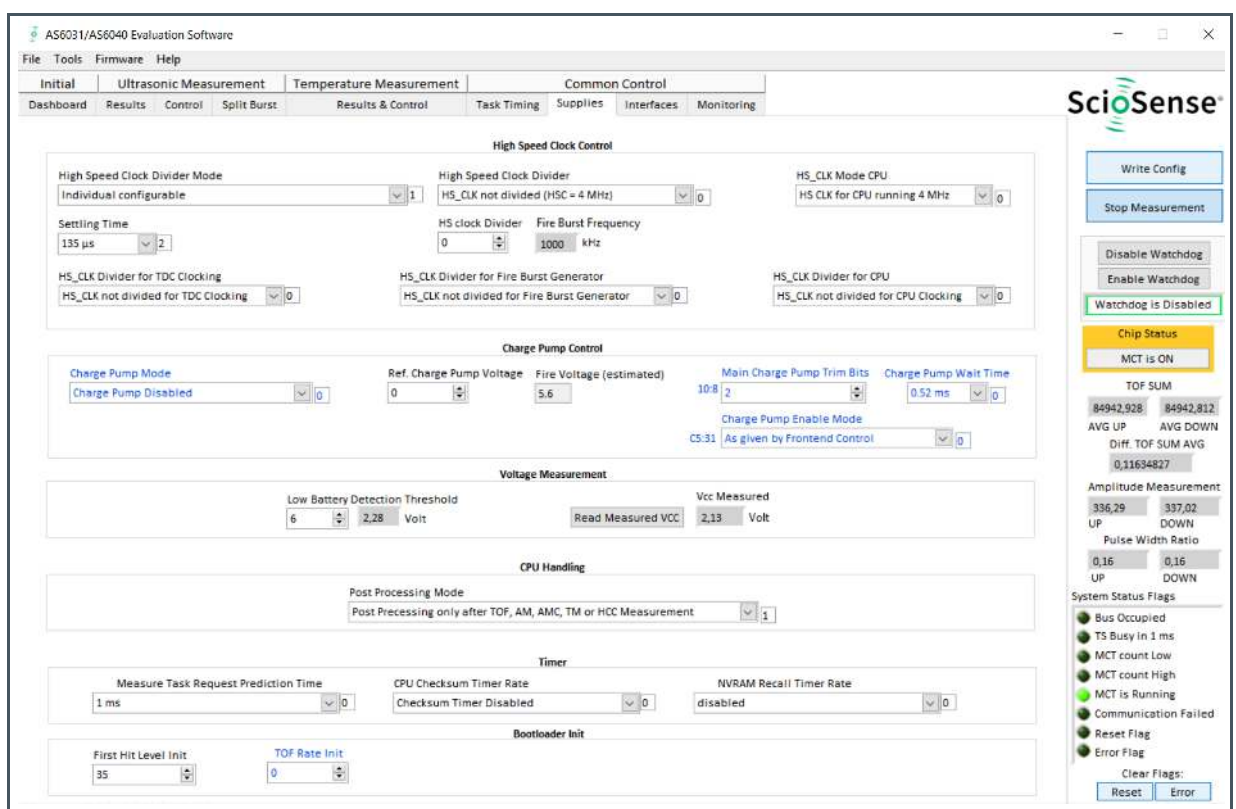 AS6031/AS6040 Evaluation Software
File Tools Firmware Help
Initial Ultrasonic Measurement Temperature Measurement Common Control
Dashboard Results Control Split Burst Results & Control Task Timing Supplies Interfaces Monitoring
ScioSense
High Speed Clock Control
High Speed Clock Divider Mode High Speed Clock Divider HS_CLK Mode CPU
Individual configurable 1 HS_CLK not divided (HSC = 4 MHz) 0 HS CLK for CPU running 4 MHz 0
Settling Time HS clock Divider Fire Burst Frequency
135 µs 2 0 1000 kHz
HS_CLK Divider for TDC Clocking HS_CLK Divider for Fire Burst Generator HS_CLK Divider for CPU
HS_CLK not divided for TDC Clocking 0 HS_CLK not divided for Fire Burst Generator 0 HS_CLK not divided for CPU Clocking 0
Charge Pump Control
Charge Pump Mode Ref. Charge Pump Voltage Fire Voltage (estimated) Main Charge Pump Trim Bits Charge Pump Wait Time
Charge Pump Disabled 0 0 5.6 10:8 2 0.52 ms 0
Charge Pump Enable Mode
C5:31 As given by Frontend Control 0
Voltage Measurement
Low Battery Detection Threshold Vcc Measured
6 2,28 Volt Read Measured VCC 2,13 Volt
CPU Handling
Post Processing Mode
Post Precessing only after TOF, AM, AMC, TM or HCC Measurement 1
Timer
Measure Task Request Prediction Time CPU Checksum Timer Rate NVRAM Recall Timer Rate
1 ms 0 Checksum Timer Disabled 0 disabled 0
Bootloader Init
First Hit Level Init TOF Rate Init
35 0
Write Config
Stop Measurement
Disable Watchdog
Enable Watchdog
Watchdog is Disabled
Chip Status
MCT is ON
TOF SUM
84942,928 84942,812
AVG UP AVG DOWN
Diff. TOF SUM AVG
0,11634827
Amplitude Measurement
336,29 337,02
UP DOWN
Pulse Width Ratio
0,16 0,16
UP DOWN
System Status Flags
Bus Occupied
TS Busy in 1 ms
MCT count Low
MCT count High
MCT is Running
Communication Failed
Reset Flag
Error Flag
Clear Flags:
Reset Error